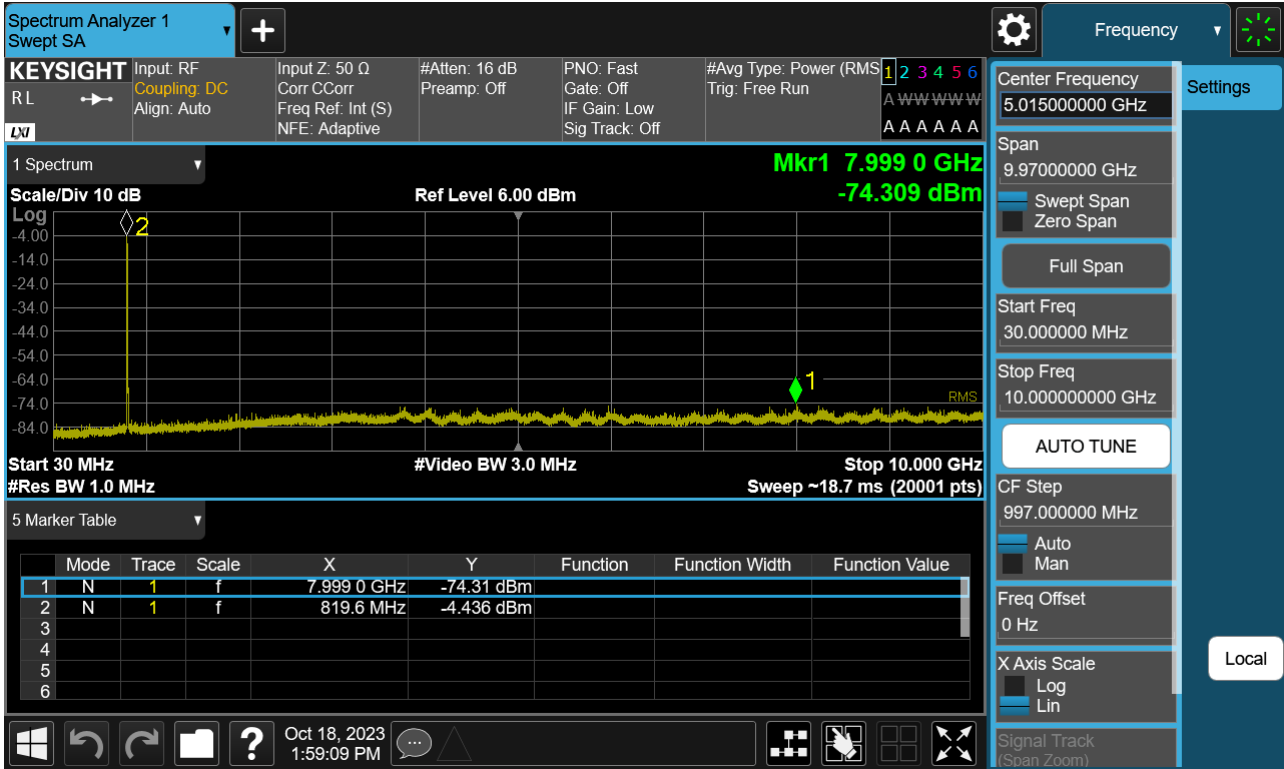 Spectrum Analyzer 1
Swept SA
Frequency
KEYSIGHT
R L
LXI
Input: RF
Coupling: DC
Align: Auto
Input Z: 50 Ω
Corr CCorr
Freq Ref: Int (S)
NFE: Adaptive
#Atten: 16 dB
Preamp: Off
PNO: Fast
Gate: Off
IF Gain: Low
Sig Track: Off
#Avg Type: Power (RMS
Trig: Free Run
1 2 3 4 5 6
A W W W W W
A A A A A A
1 Spectrum
Mkr1 7.999 0 GHz
-74.309 dBm
Scale/Div 10 dB
Ref Level 6.00 dBm
Log
-4.00
-14.0
-24.0
-34.0
-44.0
-54.0
-64.0
-74.0
-84.0
2
1
RMS
Start 30 MHz
#Video BW 3.0 MHz
Stop 10.000 GHz
#Res BW 1.0 MHz
Sweep ~18.7 ms (20001 pts)
5 Marker Table
Mode Trace Scale X Y Function Function Width Function Value
1 N 1 f 7.999 0 GHz -74.31 dBm
2 N 1 f 819.6 MHz -4.436 dBm
3
4
5
6
Oct 18, 2023
1:59:09 PM
Center Frequency
5.015000000 GHz
Span
9.97000000 GHz
Swept Span
Zero Span
Full Span
Start Freq
30.000000 MHz
Stop Freq
10.000000000 GHz
AUTO TUNE
CF Step
997.000000 MHz
Auto
Man
Freq Offset
0 Hz
X Axis Scale
Log
Lin
Signal Track
(Span Zoom)
Settings
Local